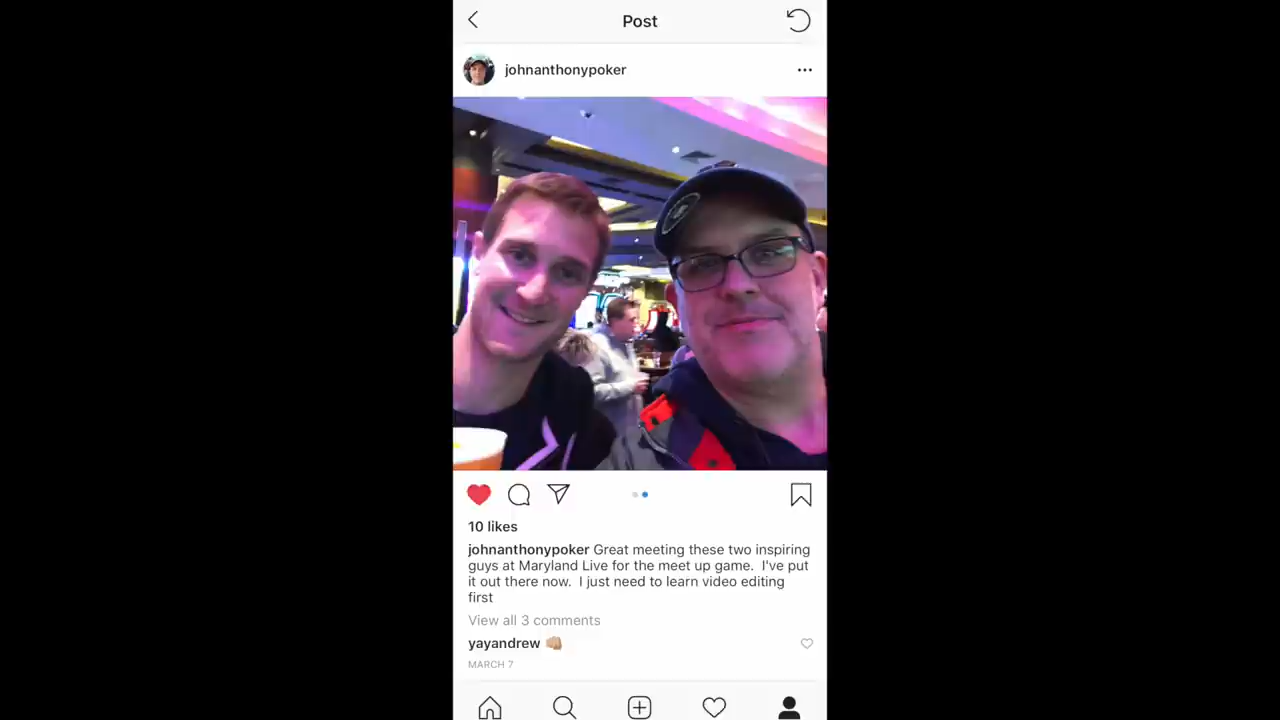 Post
johnanthonypoker
10 likes
johnanthonypoker Great meeting these two inspiring
guys at Maryland Live for the meet up game.  I've put
it out there now.  I just need to learn video editing
first
View all 3 comments
yayandrew 👊🏼
MARCH 7